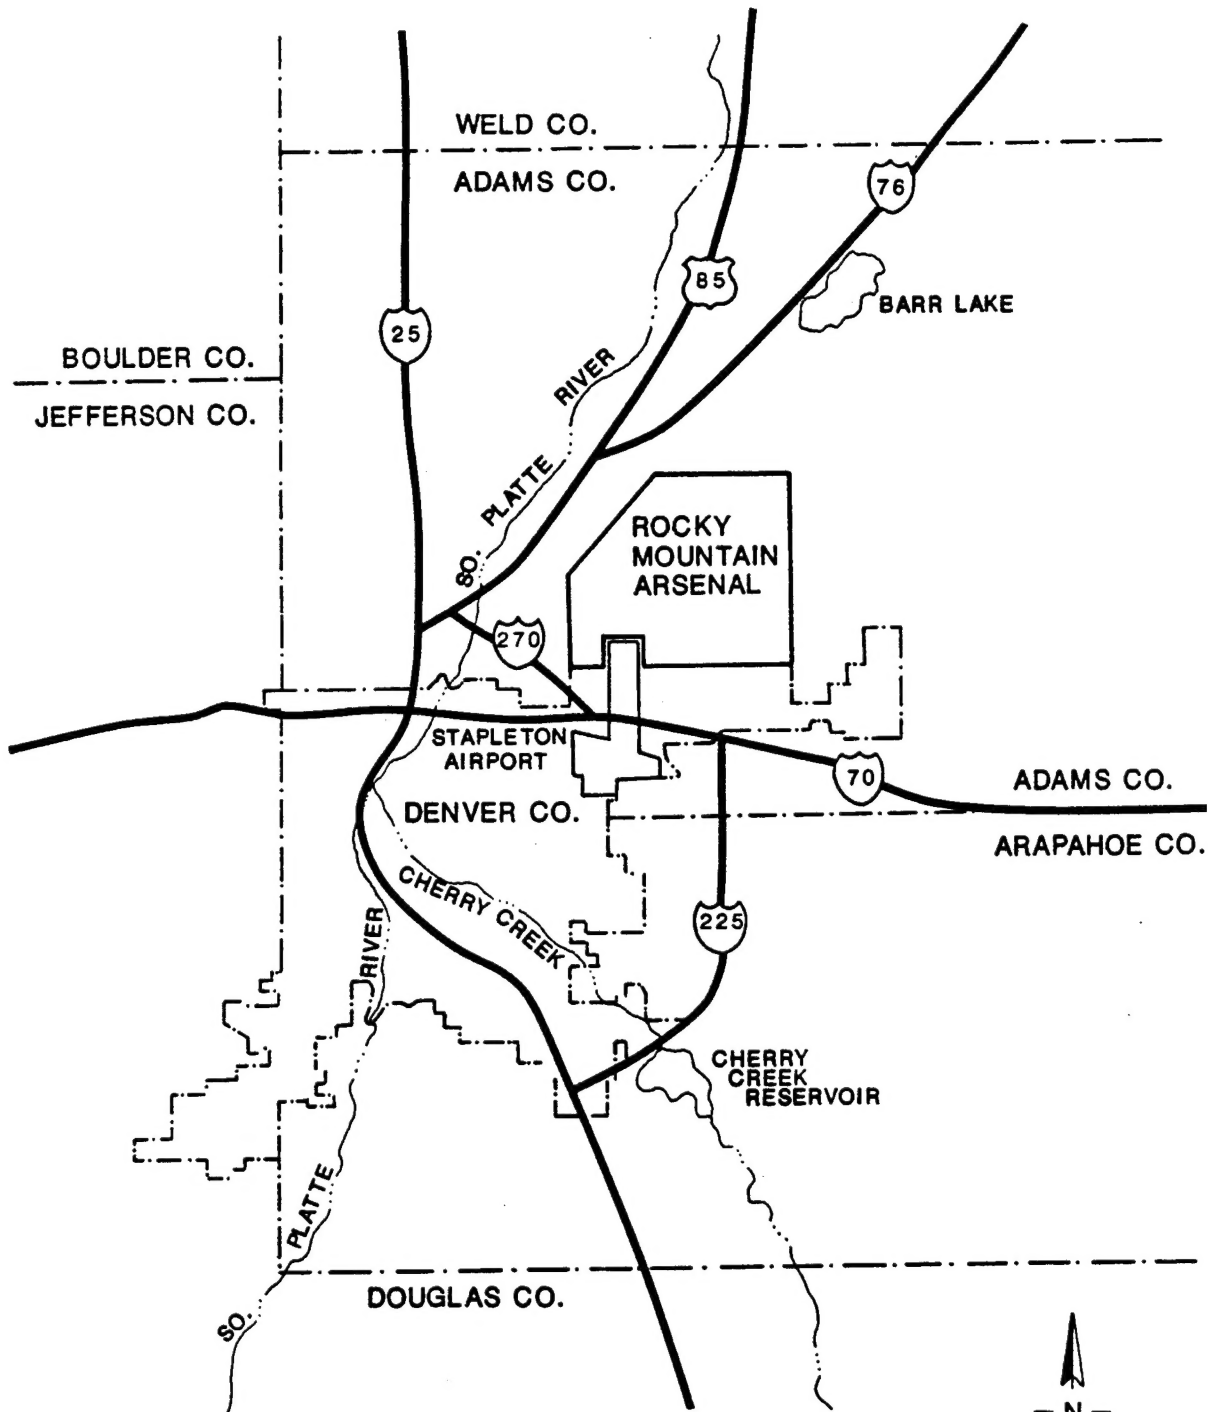 WELD CO.
ADAMS CO.
76
85
BARR LAKE
25
BOULDER CO.
JEFFERSON CO.
SO. PLATTE RIVER
ROCKY
MOUNTAIN
ARSENAL
270
STAPLETON
AIRPORT
70
ADAMS CO.
DENVER CO.
ARAPAHOE CO.
CHERRY CREEK
225
CHERRY
CREEK
RESERVOIR
SO. PLATTE RIVER
DOUGLAS CO.
– N –